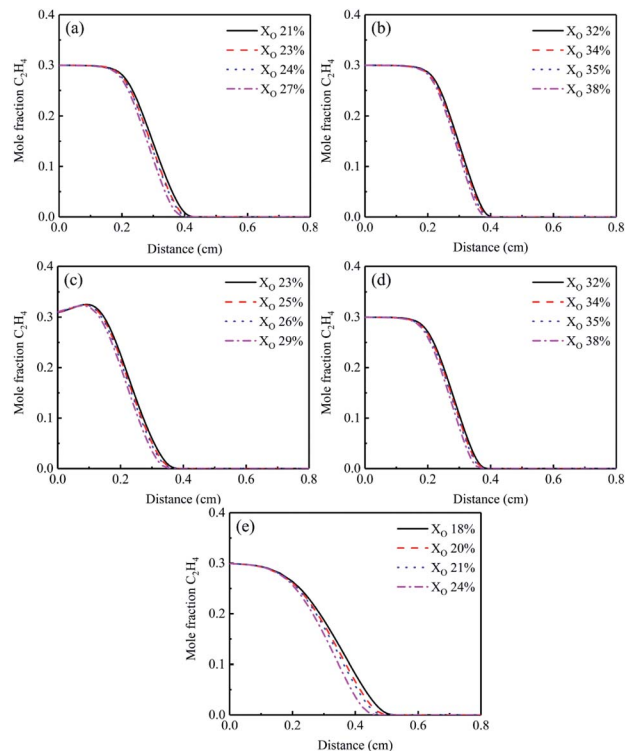 (a)
X_O 21%
X_O 23%
X_O 24%
X_O 27%
Mole fraction C₂H₄
0.4
0.3
0.2
0.1
0.0
0.0 0.2 0.4 0.6 0.8
Distance (cm)
(b)
X_O 32%
X_O 34%
X_O 35%
X_O 38%
Mole fraction C₂H₄
0.4
0.3
0.2
0.1
0.0
0.0 0.2 0.4 0.6 0.8
Distance (cm)
(c)
X_O 23%
X_O 25%
X_O 26%
X_O 29%
Mole fraction C₂H₄
0.4
0.3
0.2
0.1
0.0
0.0 0.2 0.4 0.6 0.8
Distance (cm)
(d)
X_O 32%
X_O 34%
X_O 35%
X_O 38%
Mole fraction C₂H₄
0.4
0.3
0.2
0.1
0.0
0.0 0.2 0.4 0.6 0.8
Distance (cm)
(e)
X_O 18%
X_O 20%
X_O 21%
X_O 24%
Mole fraction C₂H₄
0.4
0.3
0.2
0.1
0.0
0.0 0.2 0.4 0.6 0.8
Distance (cm)